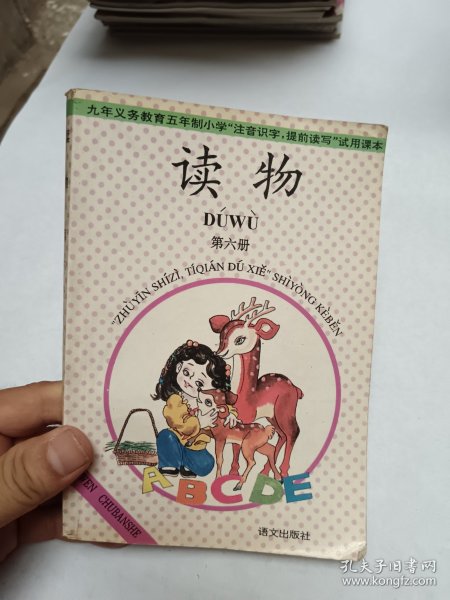 九年义务教育五年制小学“注音识字,提前读写”试用课本
读物
DÚWÙ
第六册
"ZHÙYĪN SHÍZÌ, TÍQIÁN DÚ XIĚ" SHÌYÒNG KÈBĚN
ABCDE
WEN CHUBANSHE
语文出版社
孔夫子旧书网
www.kongfz.com